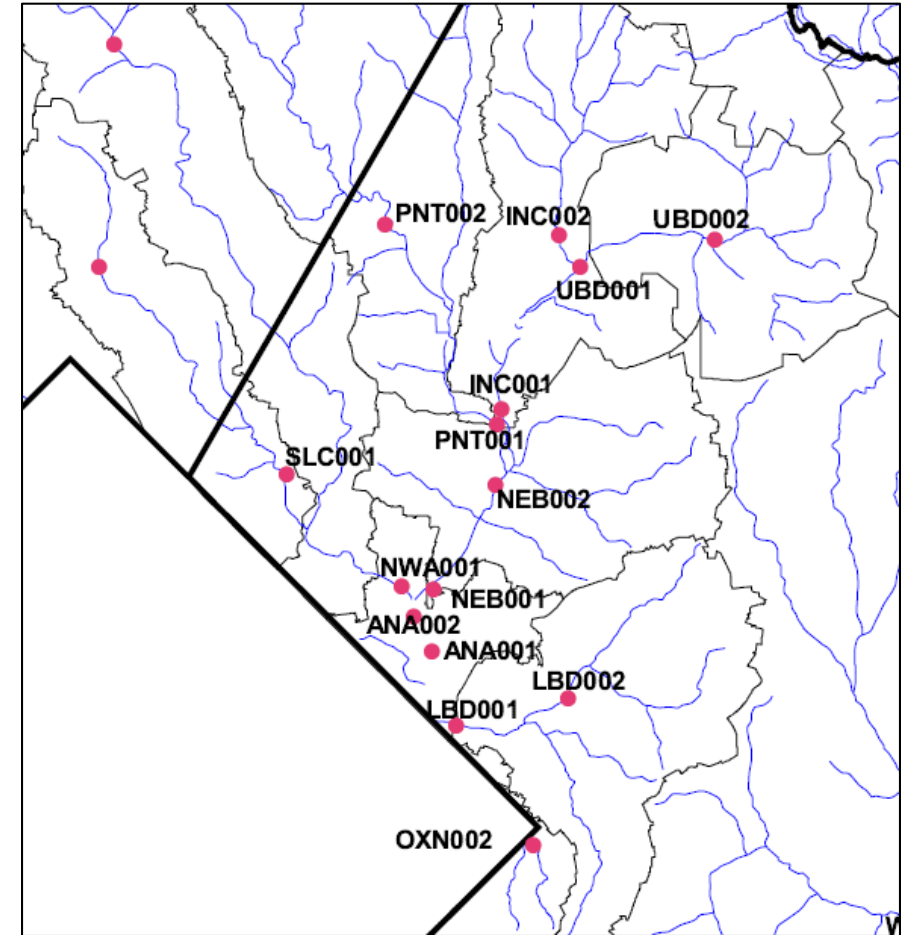 PNT002
INC002
UBD002
UBD001
INC001
PNT001
SLC001
NEB002
NWA001
NEB001
ANA002
ANA001
LBD002
LBD001
OXN002
W